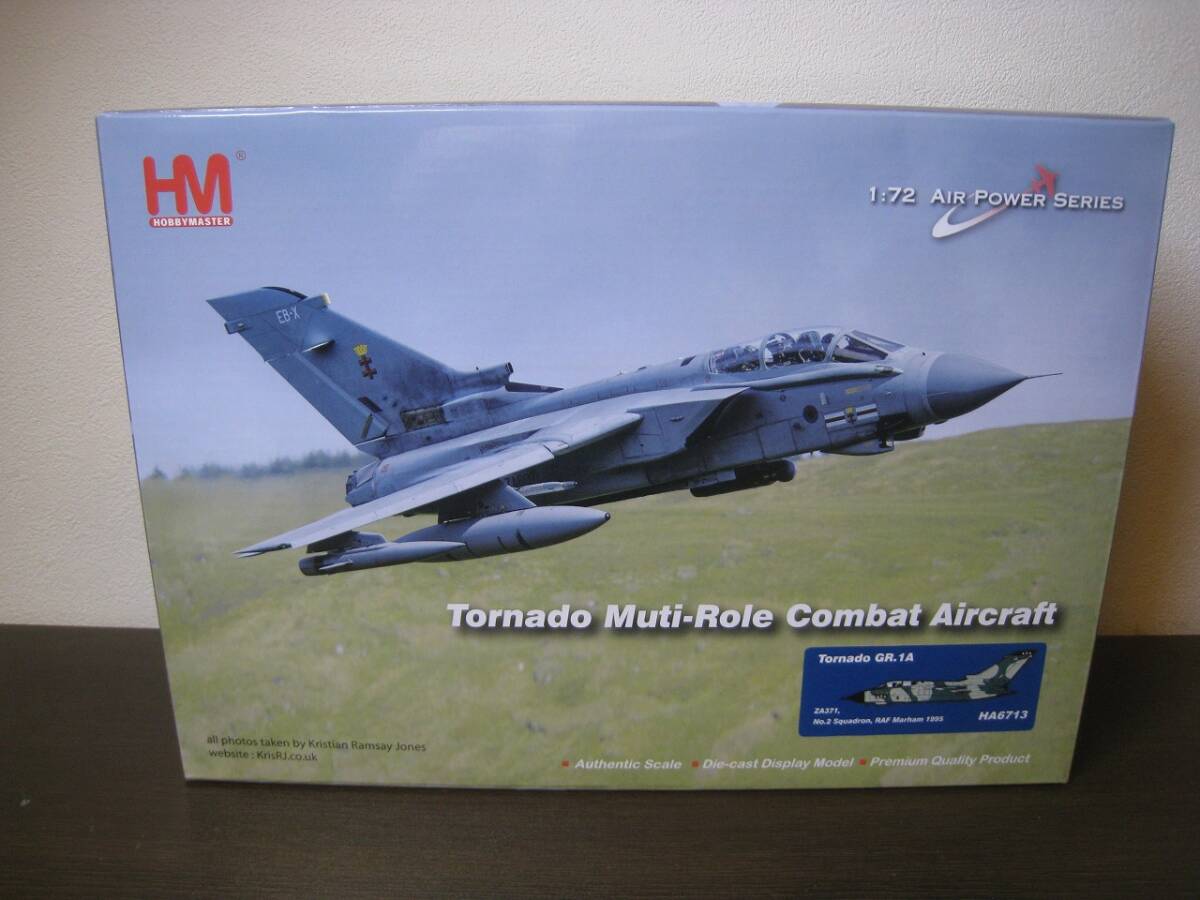 HM®
HOBBYMASTER
1:72 AIR POWER SERIES
EB-X
Tornado Muti-Role Combat Aircraft
Tornado GR.1A
ZA371,
No.2 Squadron, RAF Marham 1995
HA6713
all photos taken by Kristian Ramsay Jones
website : KrisRJ.co.uk
Authentic Scale Die-cast Display Model Premium Quality Product